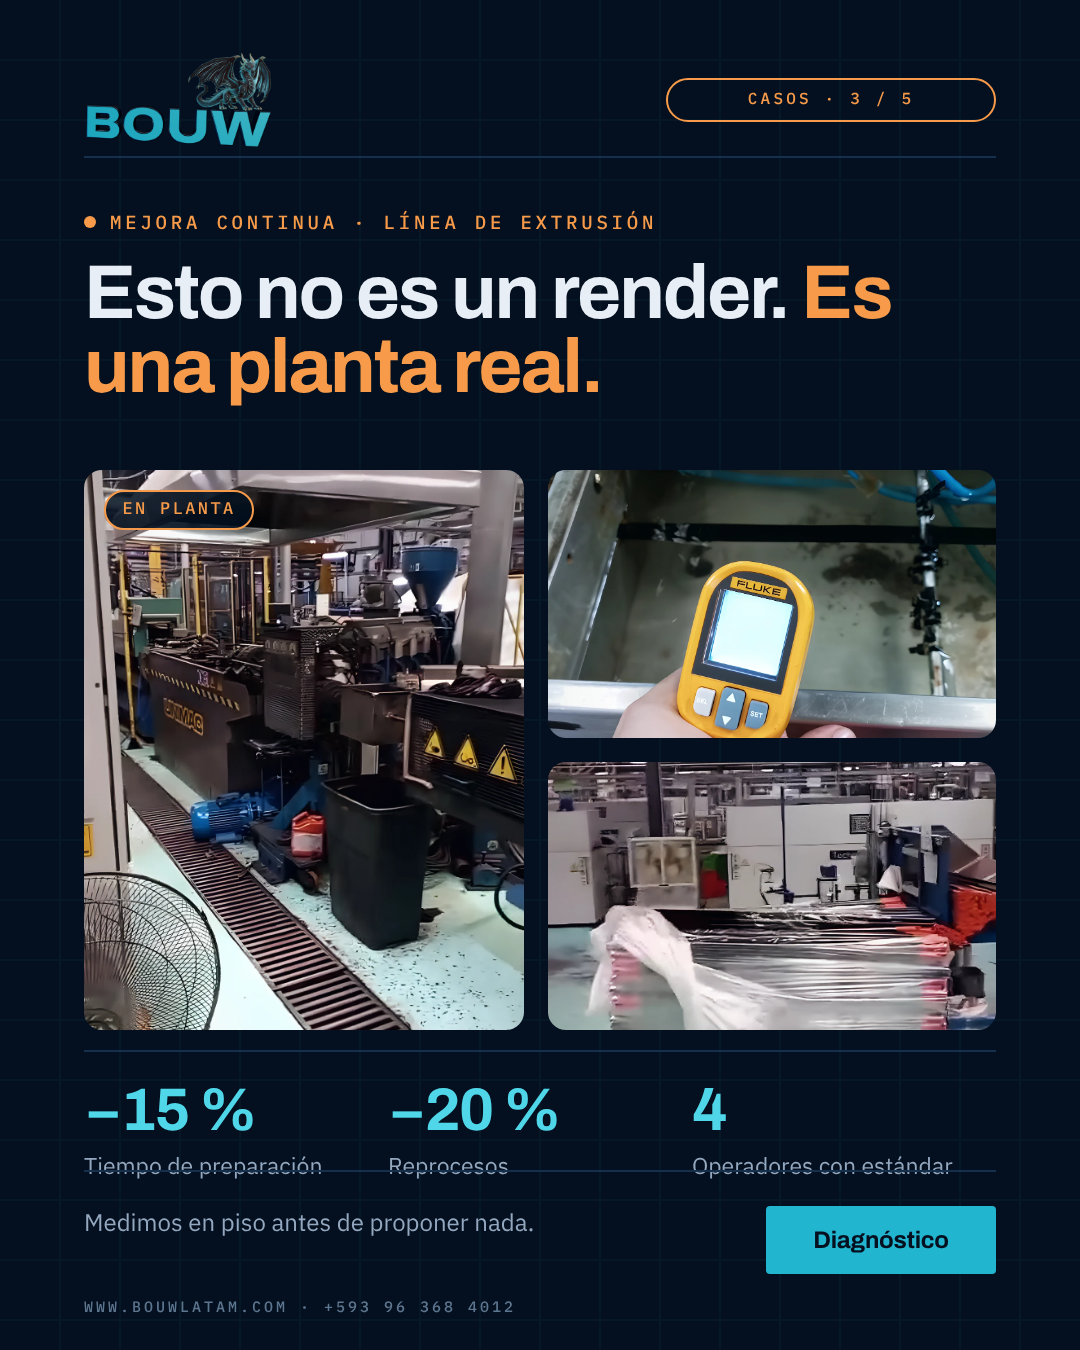 BOUW
CASOS · 3 / 5
MEJORA CONTINUA · LÍNEA DE EXTRUSIÓN
Esto no es un render. Es
una planta real.
EN PLANTA
UNIMAC
FLUKE
SET
−15 %
−20 %
4
Tiempo de preparación
Reprocesos
Operadores con estándar
Medimos en piso antes de proponer nada.
Diagnóstico
WWW.BOUWLATAM.COM · +593 96 368 4012